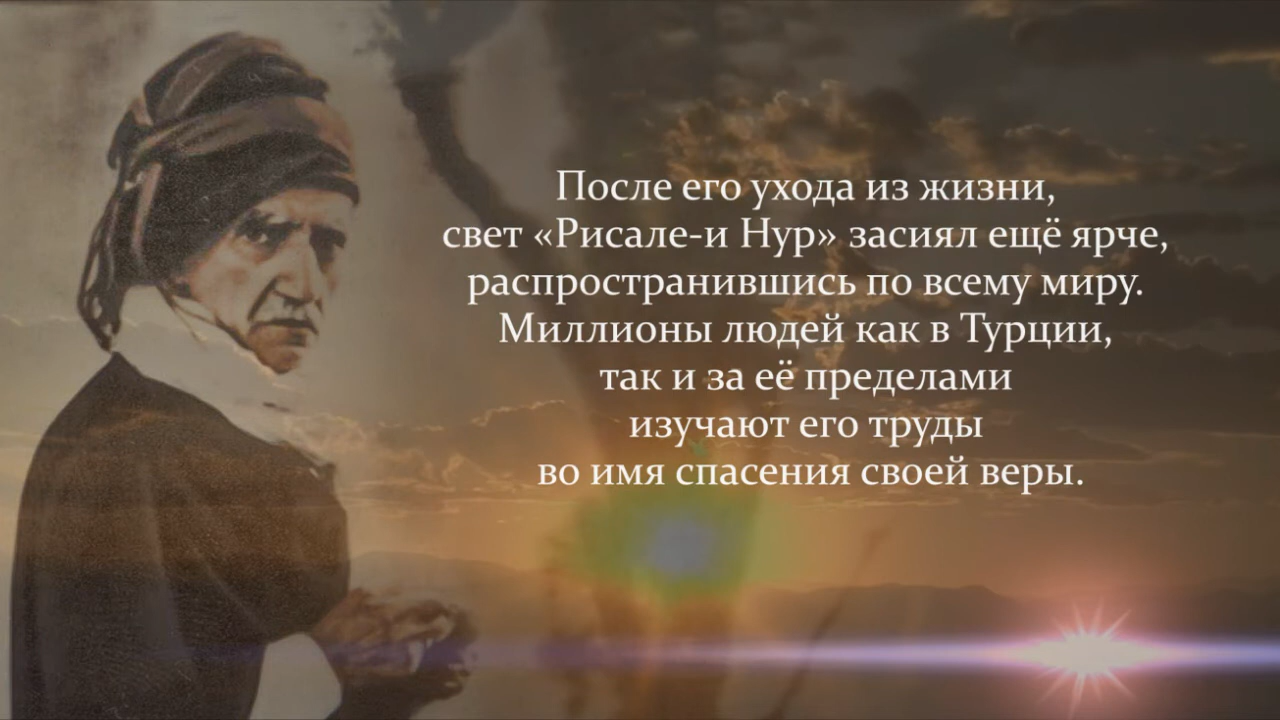 После его ухода из жизни,
свет «Рисале-и Нур» засиял ещё ярче,
распространившись по всему миру.
Миллионы людей как в Турции,
так и за её пределами
изучают его труды
во имя спасения своей веры.